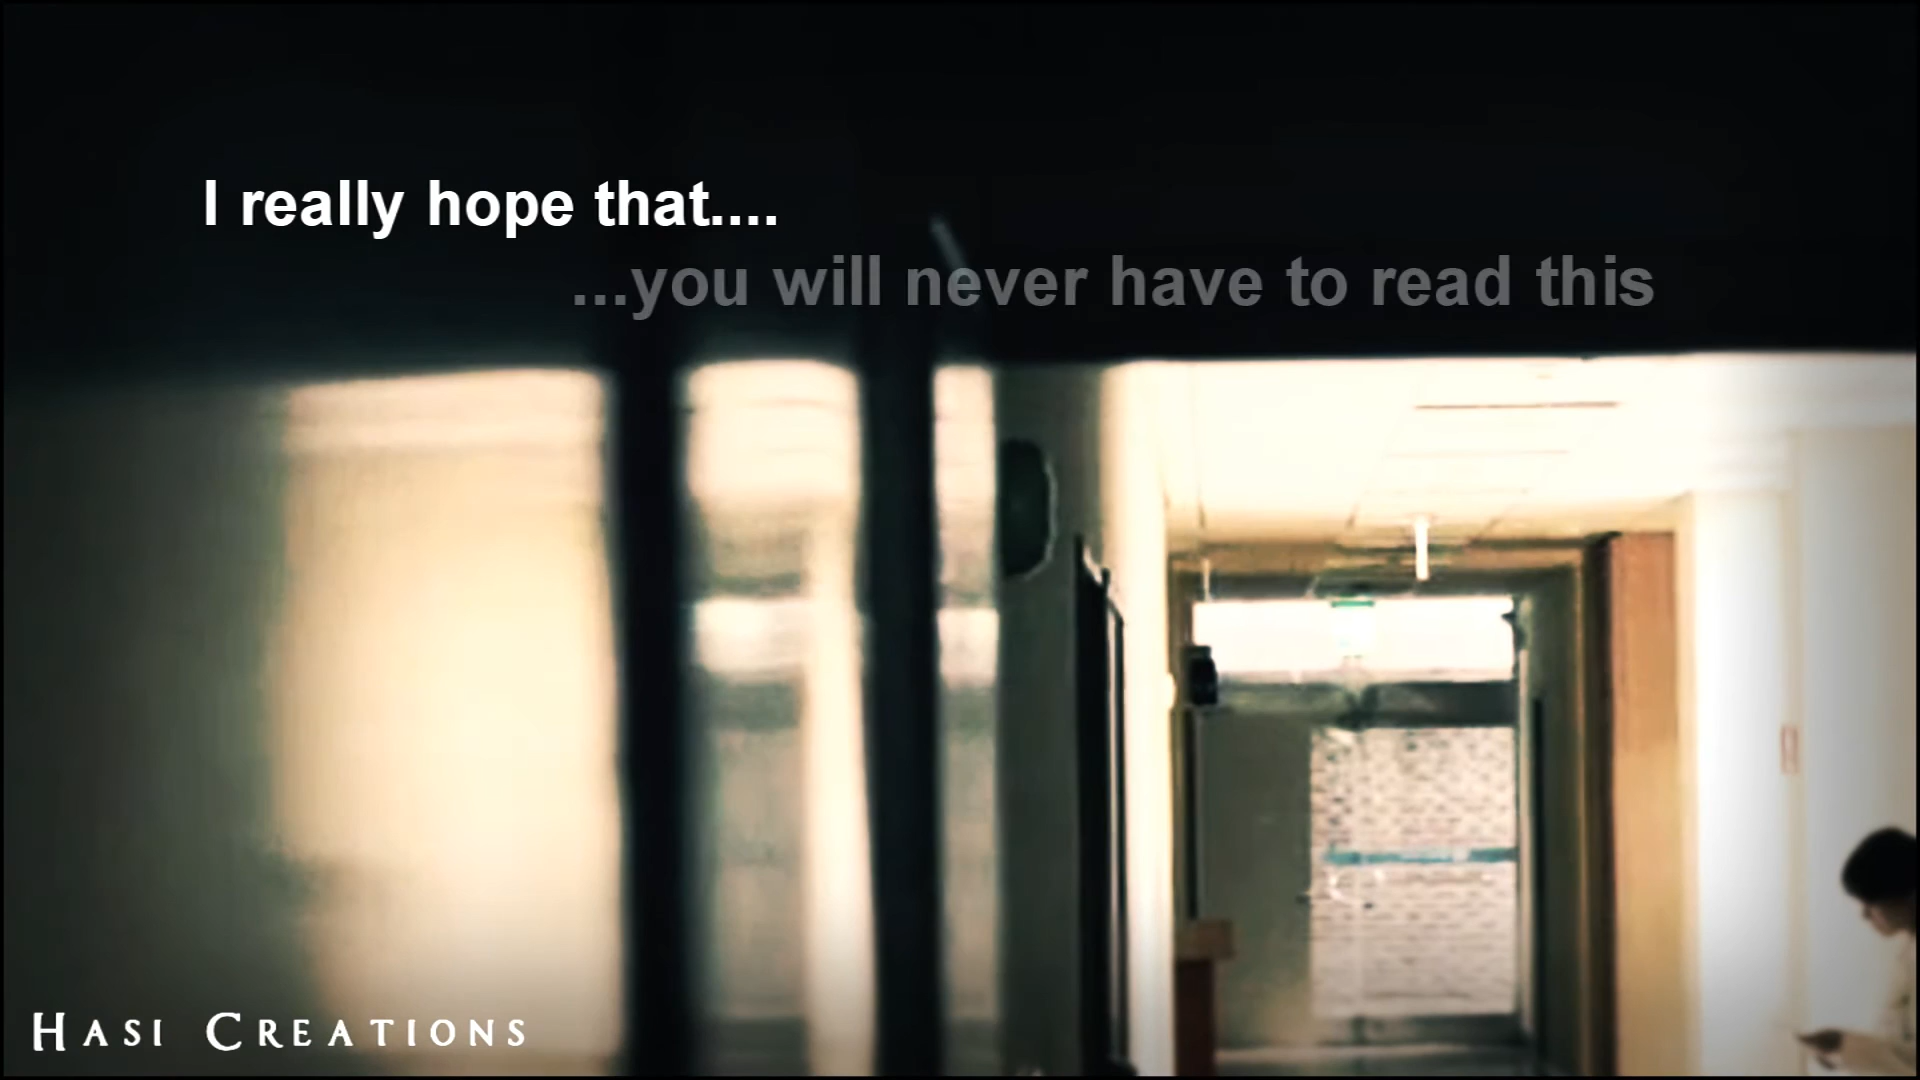 I really hope that....
...you will never have to read this
HASI CREATIONS